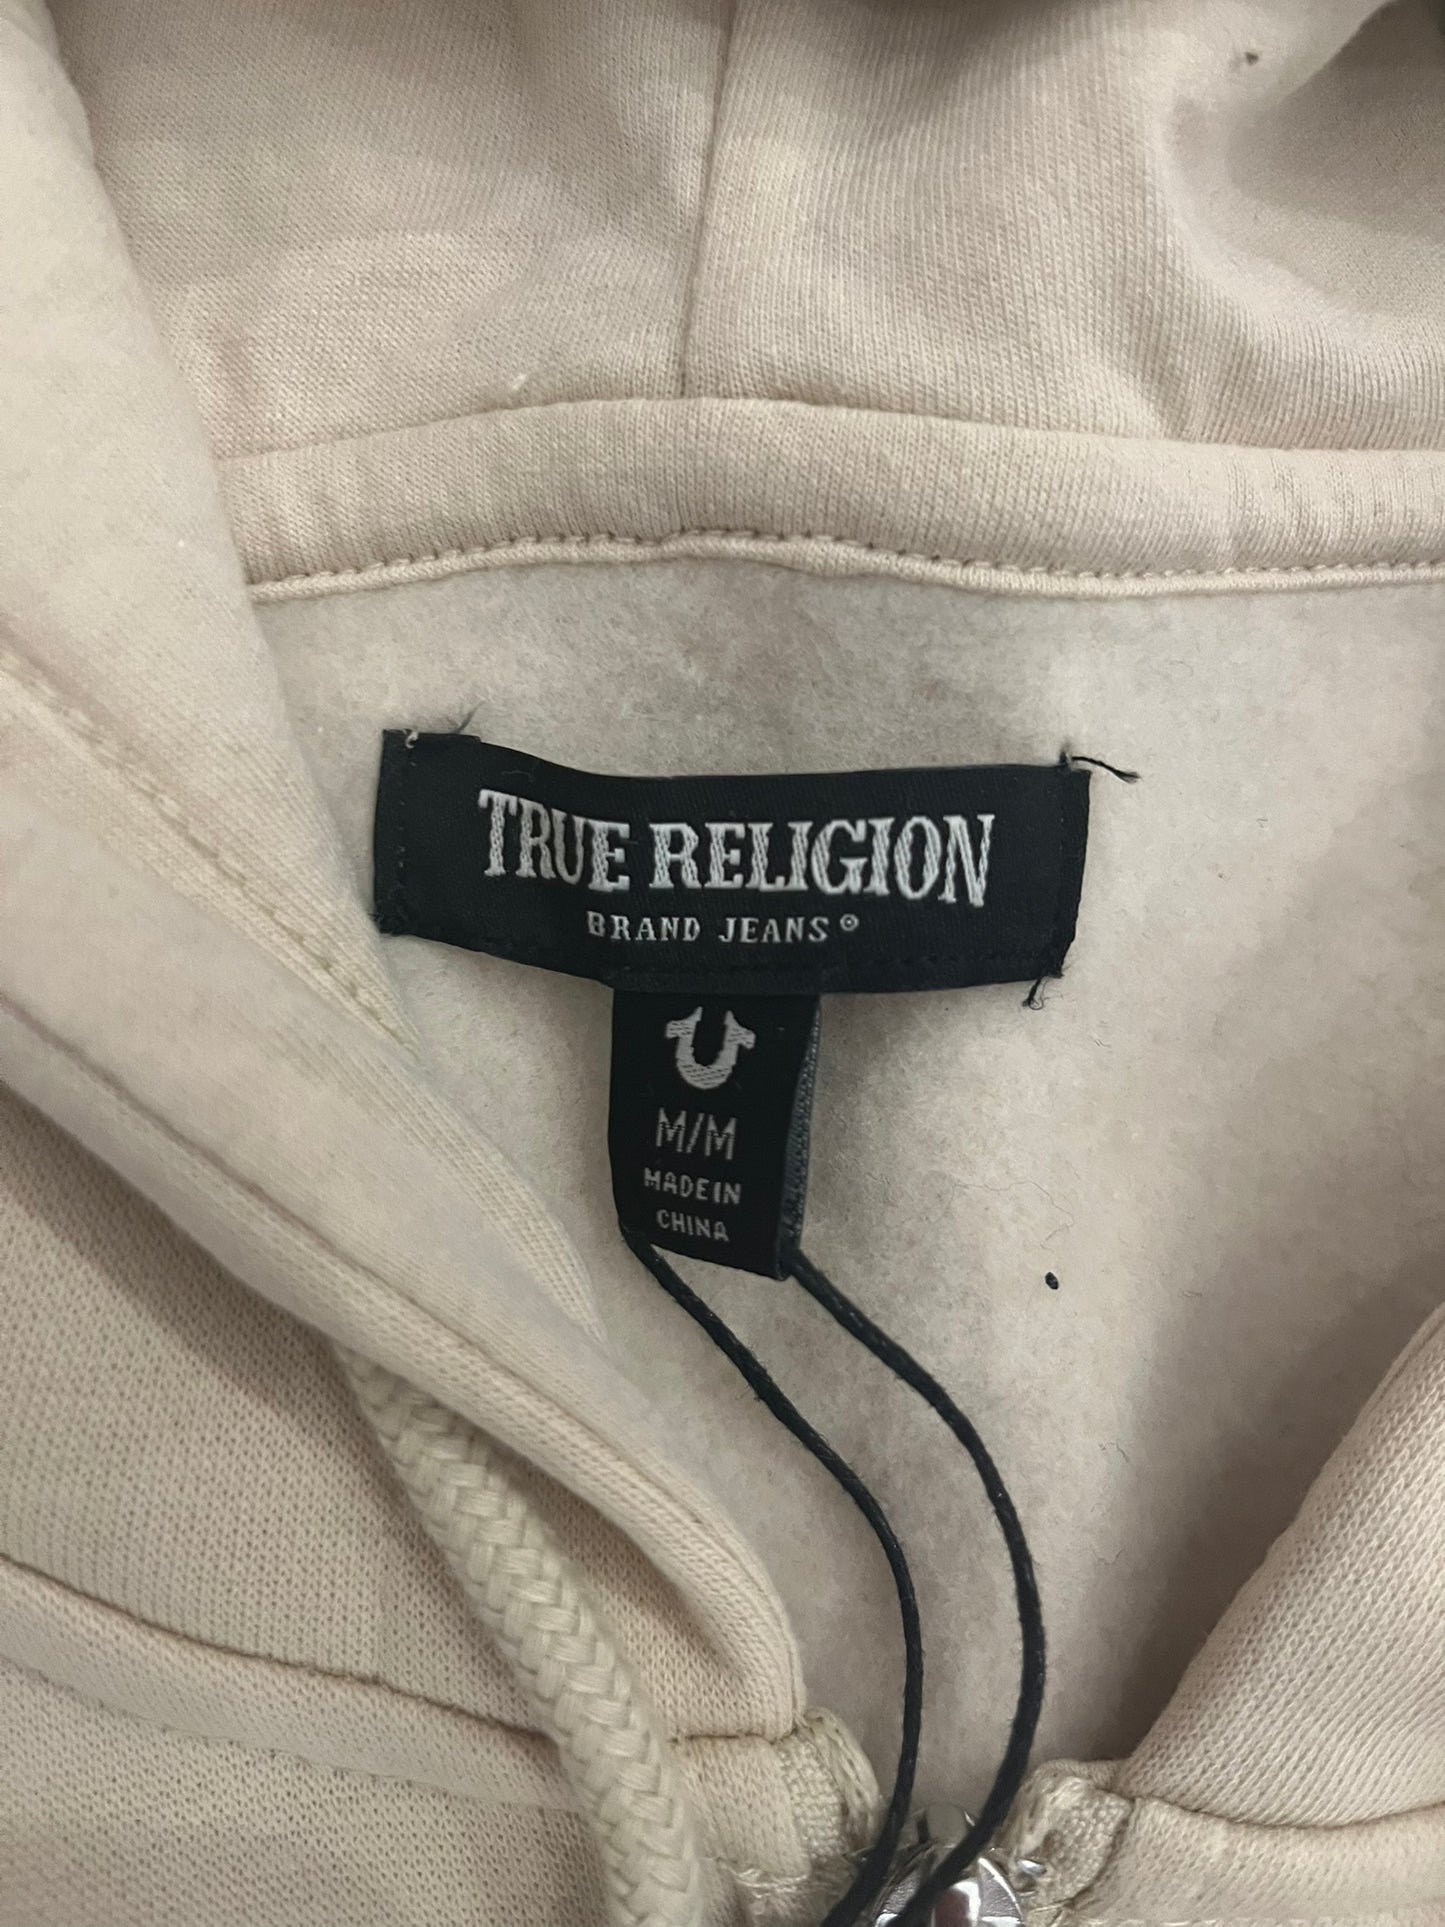 TRUE RELIGION
BRAND JEANS®
M/M
MADE IN
CHINA